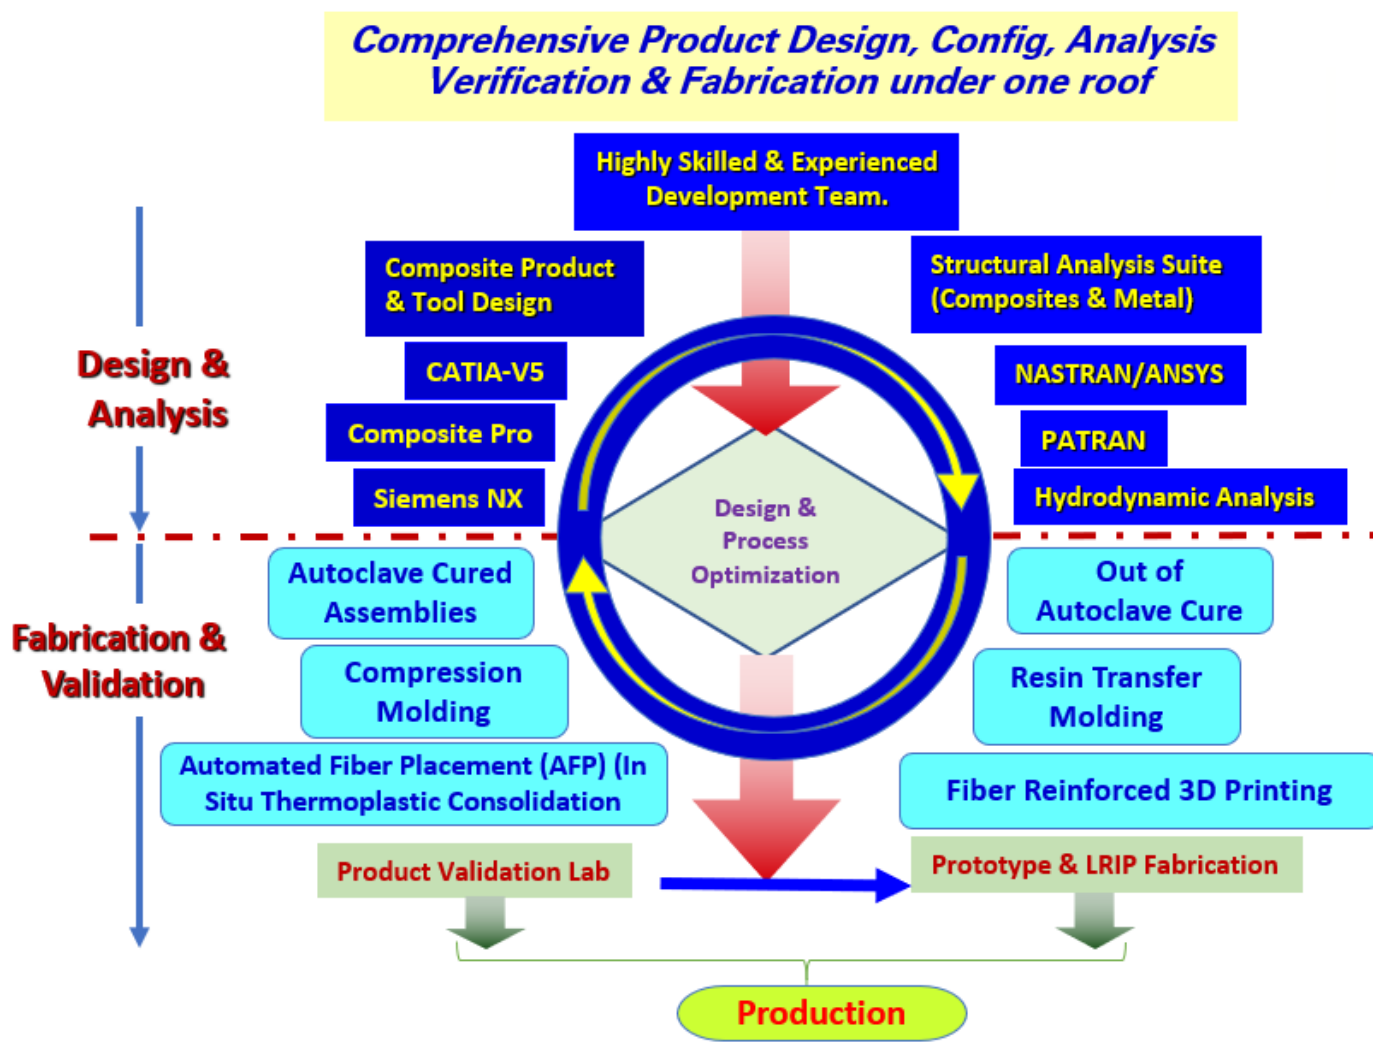 Comprehensive Product Design, Config, Analysis
Verification & Fabrication under one roof
Highly Skilled & Experienced
Development Team.
Composite Product
& Tool Design
Structural Analysis Suite
(Composites & Metal)
Design &
Analysis
CATIA-V5
NASTRAN/ANSYS
Composite Pro
PATRAN
Siemens NX
Hydrodynamic Analysis
Design &
Process
Optimization
Fabrication &
Validation
Autoclave Cured
Assemblies
Out of
Autoclave Cure
Compression
Molding
Resin Transfer
Molding
Automated Fiber Placement (AFP) (In
Situ Thermoplastic Consolidation
Fiber Reinforced 3D Printing
Product Validation Lab
Prototype & LRIP Fabrication
Production